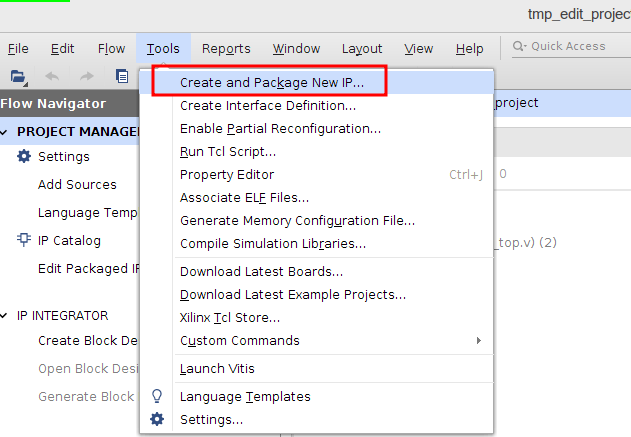 tmp_edit_project
File Edit Flow Tools Reports Window Layout View Help Quick Access
Flow Navigator
PROJECT MANAGE
Settings
Add Sources
Language Temp
IP Catalog
Edit Packaged IP
IP INTEGRATOR
Create Block De
Open Block Desi
Generate Block
Create and Package New IP...
Create Interface Definition...
Enable Partial Reconfiguration...
Run Tcl Script...
Property Editor Ctrl+J
Associate ELF Files...
Generate Memory Configuration File...
Compile Simulation Libraries...
Download Latest Boards...
Download Latest Example Projects...
Xilinx Tcl Store...
Custom Commands
Launch Vitis
Language Templates
Settings...
_project
0
_top.v) (2)